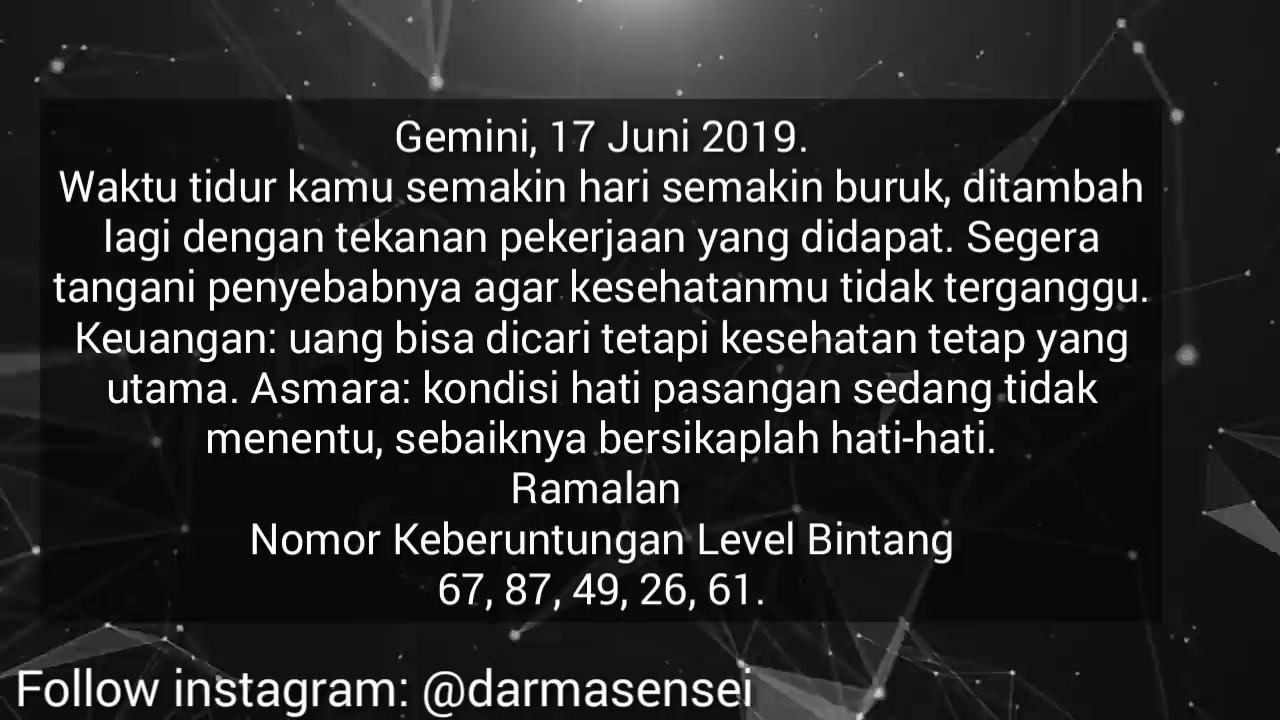 Gemini, 17 Juni 2019.
Waktu tidur kamu semakin hari semakin buruk, ditambah
lagi dengan tekanan pekerjaan yang didapat. Segera
tangani penyebabnya agar kesehatanmu tidak terganggu.
Keuangan: uang bisa dicari tetapi kesehatan tetap yang
utama. Asmara: kondisi hati pasangan sedang tidak
menentu, sebaiknya bersikaplah hati-hati.
Ramalan
Nomor Keberuntungan Level Bintang
67, 87, 49, 26, 61.
Follow instagram: @darmasensei